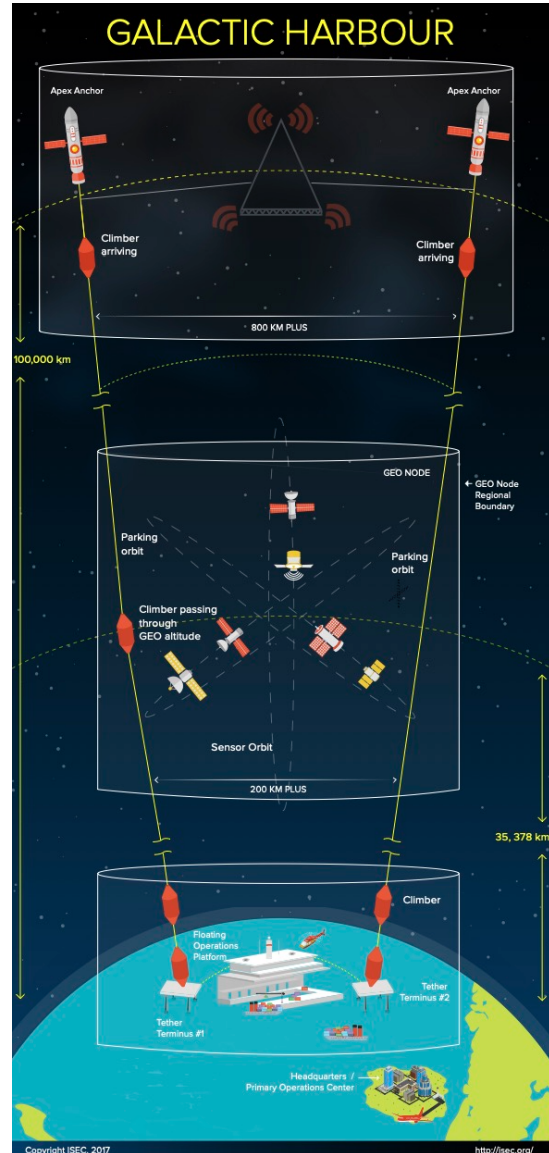 GALACTIC HARBOUR
Apex Anchor
Apex Anchor
Climber
arriving
Climber
arriving
800 KM PLUS
100,000 km
GEO NODE
← GEO Node
Regional
Boundary
Parking
orbit
Parking
orbit
Climber passing
through
GEO altitude
Sensor Orbit
200 KM PLUS
35, 378 km
Climber
Floating
Operations
Platform
Tether
Terminus #1
Tether
Terminus #2
Headquarters /
Primary Operations Center
Copyright ISEC, 2017
http://isec.org/